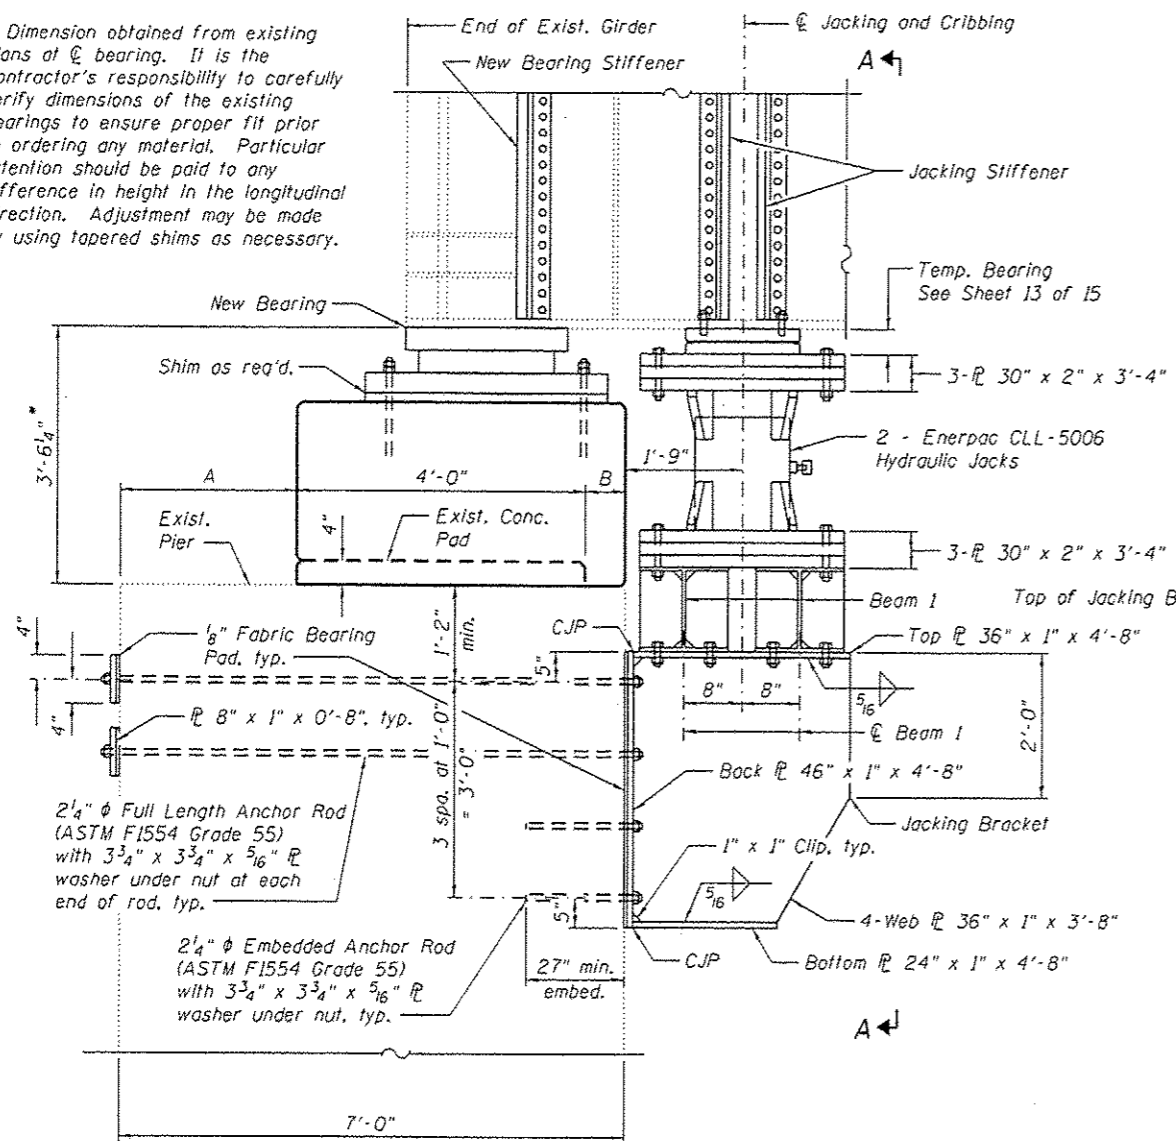 Dimension obtained from existing
at ℄ bearing. It is the
responsibility to carefully
dimensions of the existing
to ensure proper fit prior
ordering any material. Particular
should be paid to any
in height in the longitudinal
Adjustment may be made
using tapered shims as necessary.
End of Exist. Girder
New Bearing Stiffener
℄ Jacking and Cribbing
A
Jacking Stiffener
Temp. Bearing
See Sheet 13 of 15
New Bearing
Shim as req'd.
3-℄ 30" x 2" x 3'-4"
2 - Enerpac CLL-5006
Hydraulic Jacks
3'-6¼"*
A
4'-0"
B
1'-9"
Exist.
Pier
4"
Exist. Conc.
Pad
3-℄ 30" x 2" x 3'-4"
Beam 1
Top of Jacking B
4"
4"
⅛" Fabric Bearing
Pad, typ.
1'-2"
min.
CJP
5"
Top ℄ 36" x 1" x 4'-8"
8"
8"
5/16
℄ Beam 1
2'-0"
℄ 8" x 1" x 0'-8", typ.
3 spa. at 1'-0"
= 3'-0"
Back ℄ 46" x 1" x 4'-8"
Jacking Bracket
2¼" ϕ Full Length Anchor Rod
(ASTM F1554 Grade 55)
with 3¾" x 3¾" x 5/16" ℄
washer under nut at each
end of rod, typ.
1" x 1" Clip, typ.
5/16
5"
4-Web ℄ 36" x 1" x 3'-8"
2¼" ϕ Embedded Anchor Rod
(ASTM F1554 Grade 55)
with 3¾" x 3¾" x 5/16" ℄
washer under nut, typ.
27" min.
embed.
CJP
Bottom ℄ 24" x 1" x 4'-8"
A
7'-0"